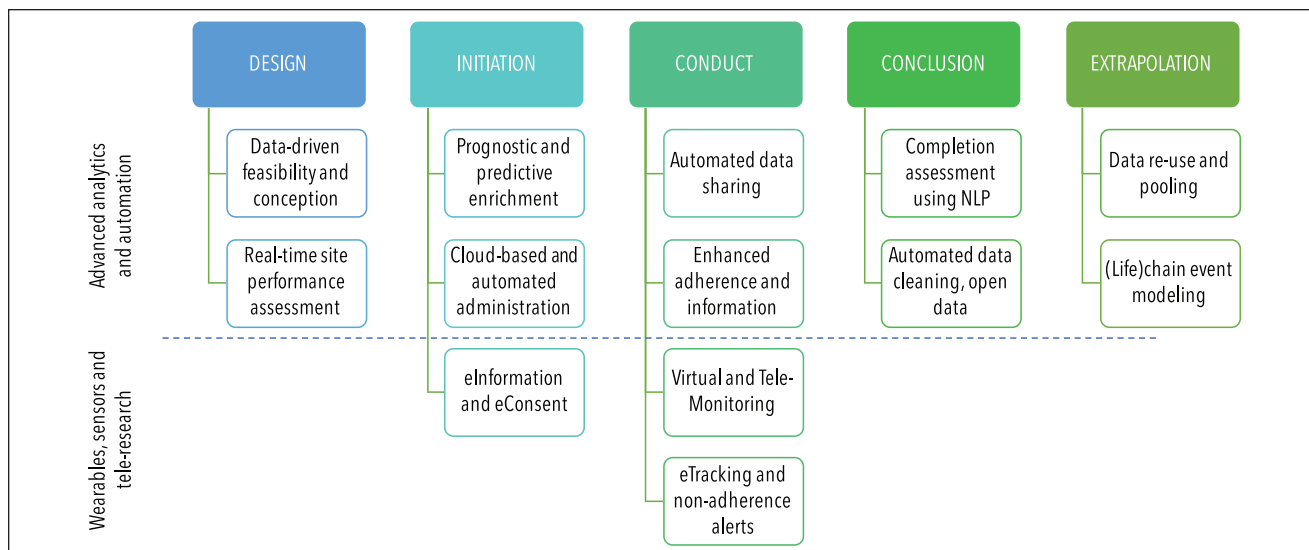 DESIGN
INITIATION
CONDUCT
CONCLUSION
EXTRAPOLATION
Advanced analytics
and automation
Data-driven
feasibility and
conception
Prognostic and
predictive
enrichment
Automated data
sharing
Completion
assessment
using NLP
Data re-use and
pooling
Real-time site
performance
assessment
Cloud-based and
automated
administration
Enhanced
adherence and
information
Automated data
cleaning, open
data
(Life)chain event
modeling
Wearables, sensors and
tele-research
eInformation
and eConsent
Virtual and Tele-
Monitoring
eTracking and
non-adherence
alerts